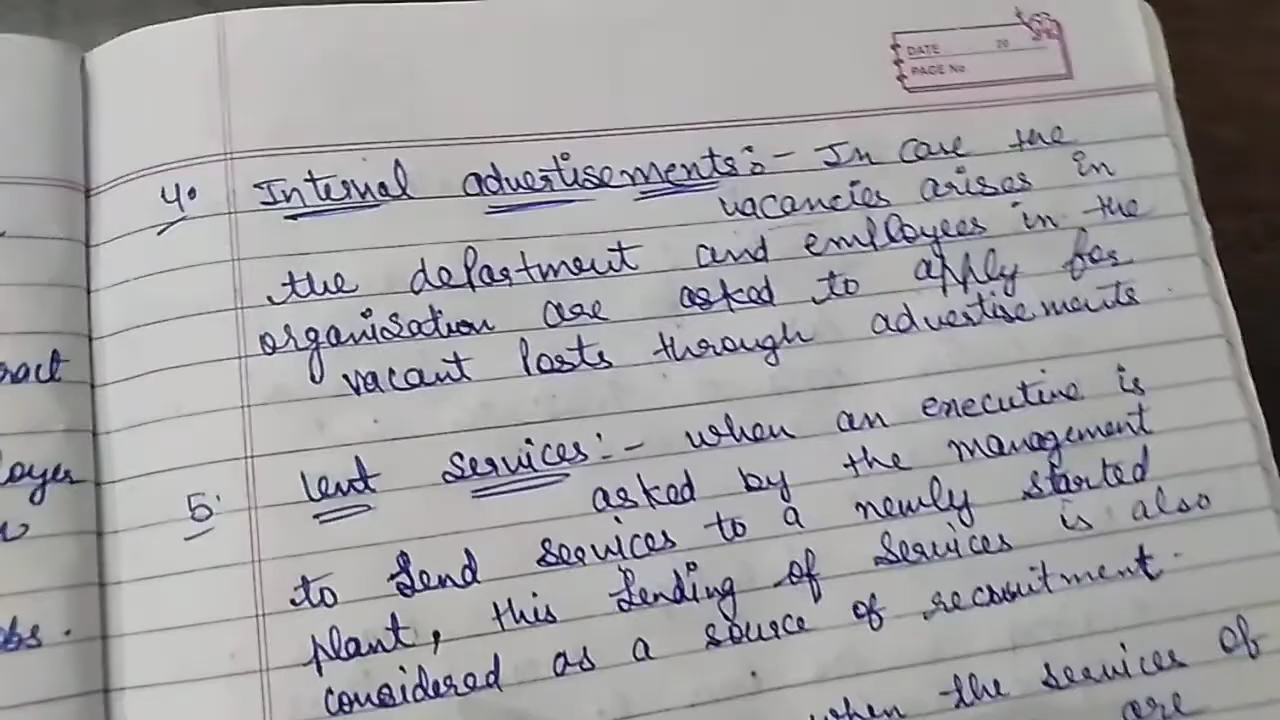 DATE 20
PAGE No
4. Internal advertisements:- In case the
vacancies arises in
the department and employees in the
organisation are asked to apply for
vacant posts through advertisements.
5. lent services:- when an executive is
asked by the management
to lend services to a newly started
plant, this lending of services is also
considered as a source of recruitment.
when the services of
are
oyer